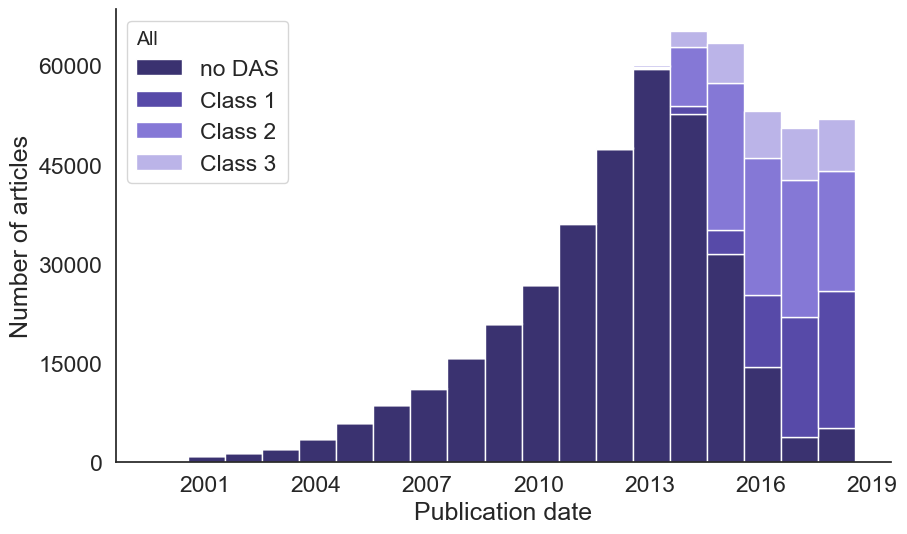 All
no DAS
Class 1
Class 2
Class 3
60000
45000
30000
15000
0
Number of articles
2001 2004 2007 2010 2013 2016 2019
Publication date